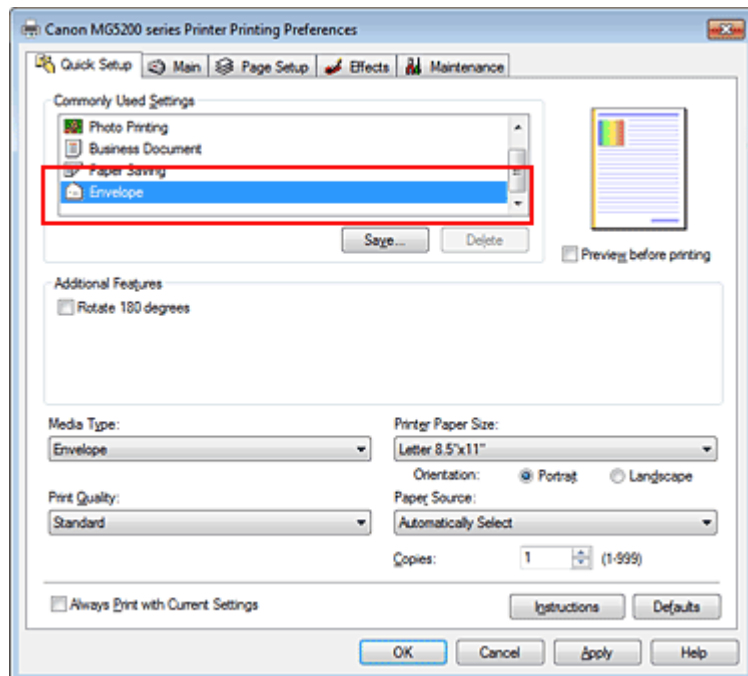 Canon MG5200 series Printer Printing Preferences
Quick Setup Main Page Setup Effects Maintenance
Commonly Used Settings
Photo Printing
Business Document
Paper Saving
Envelope
Save... Delete
Preview before printing
Additional Features
Rotate 180 degrees
Media Type: Printer Paper Size:
Envelope Letter 8.5"x11"
Orientation: Portrait Landscape
Print Quality: Paper Source:
Standard Automatically Select
Copies: 1 (1-999)
Always Print with Current Settings Instructions Defaults
OK Cancel Apply Help